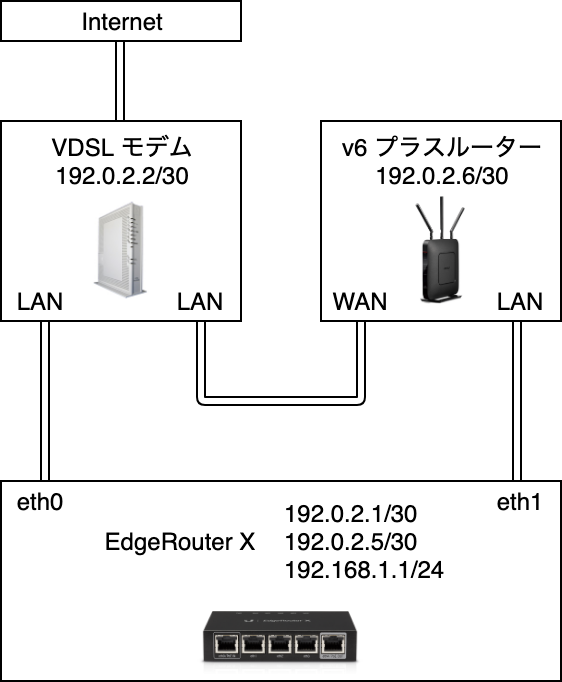 Internet
VDSL モデム
192.0.2.2/30
LAN
LAN
v6 プラスルーター
192.0.2.6/30
WAN
LAN
eth0
eth1
EdgeRouter X
192.0.2.1/30
192.0.2.5/30
192.168.1.1/24
EdgeRouter X